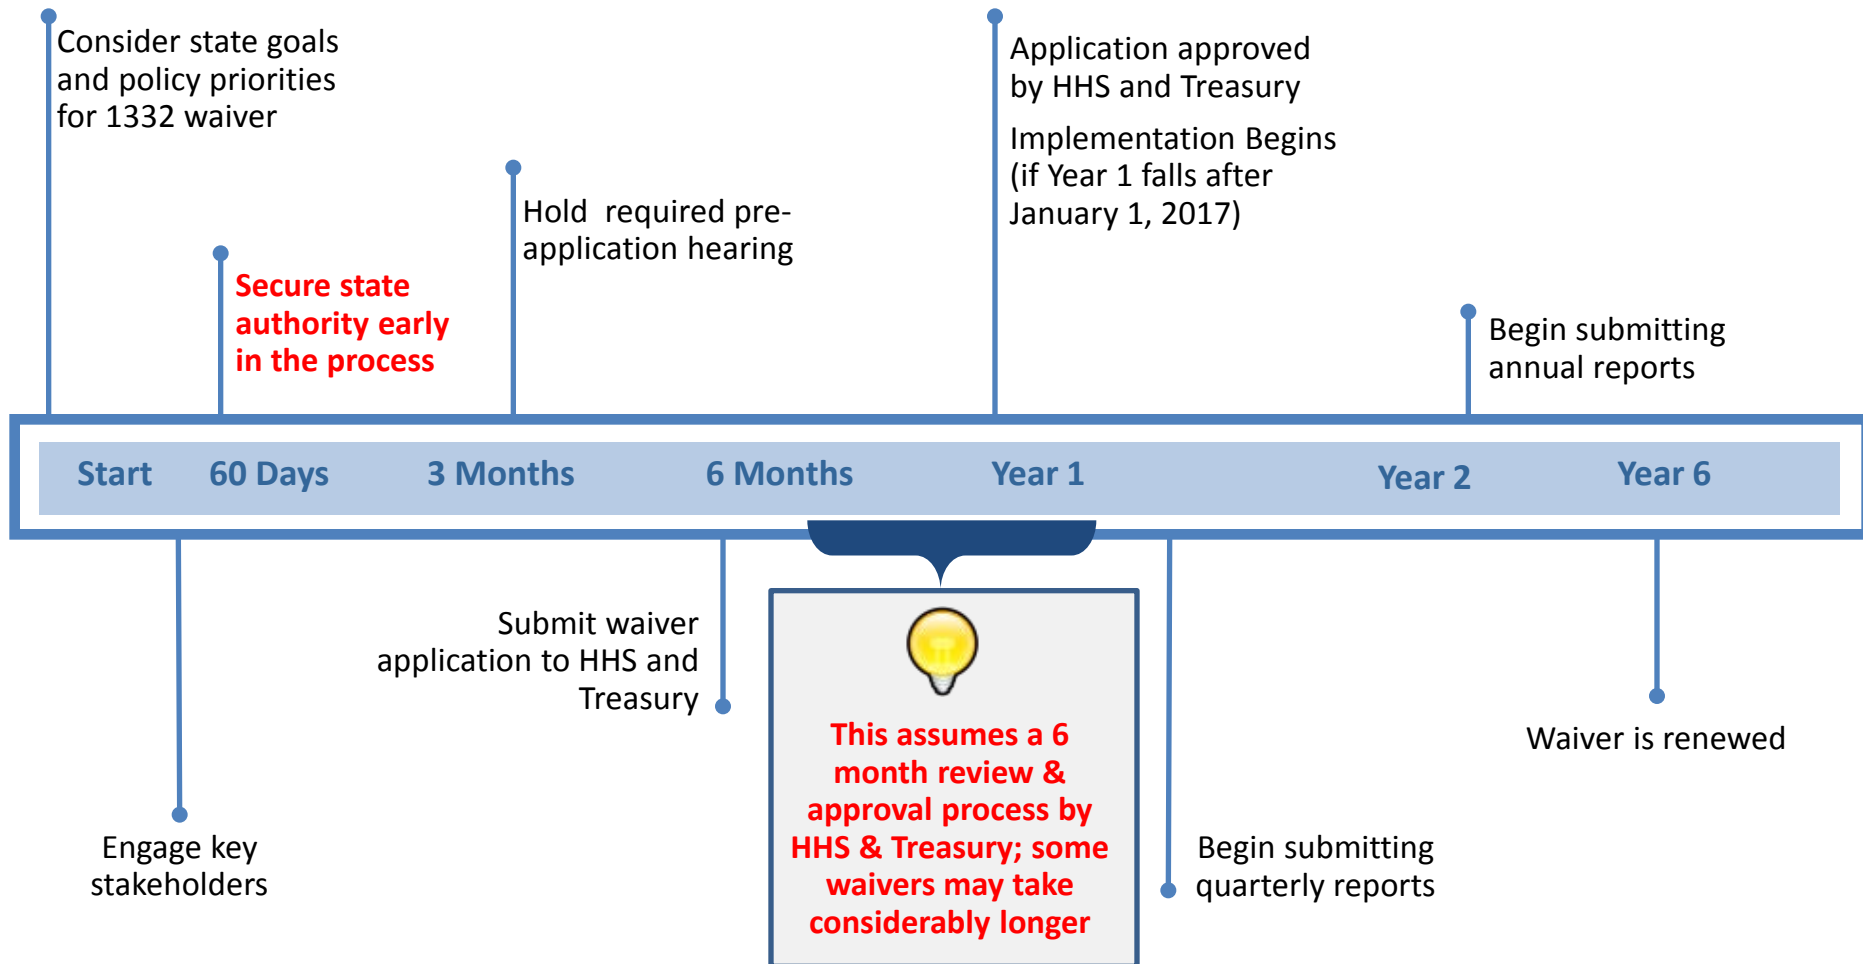 Consider state goals
and policy priorities
for 1332 waiver
Secure state
authority early
in the process
Hold  required pre-
application hearing
Application approved
by HHS and Treasury
Implementation Begins
(if Year 1 falls after
January 1, 2017)
Begin submitting
annual reports
Start
60 Days
3 Months
6 Months
Year 1
Year 2
Year 6
Engage key
stakeholders
Submit waiver
application to HHS and
Treasury
This assumes a 6
month review &
approval process by
HHS & Treasury; some
waivers may take
considerably longer
Begin submitting
quarterly reports
Waiver is renewed